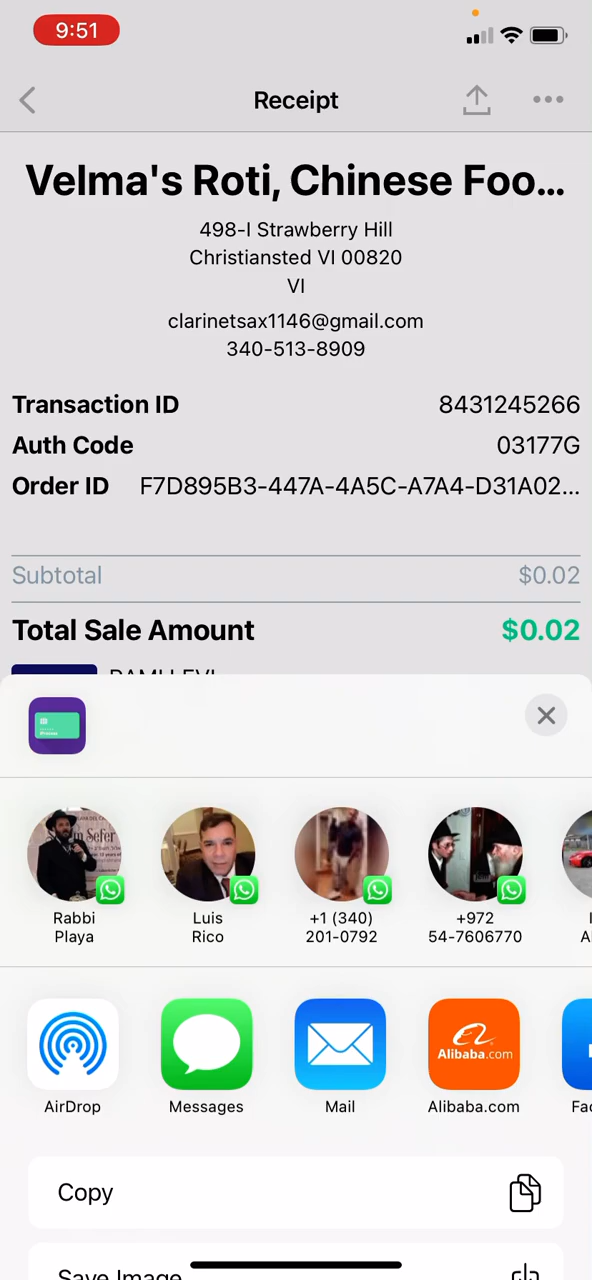 9:51
Receipt
Velma's Roti, Chinese Foo...
498-I Strawberry Hill
Christiansted VI 00820
VI
clarinetsax1146@gmail.com
340-513-8909
Transaction ID 8431245266
Auth Code 03177G
Order ID F7D895B3-447A-4A5C-A7A4-D31A02...
Subtotal $0.02
Total Sale Amount $0.02
Sefer
Rabbi Playa
Luis Rico
+1 (340) 201-0792
+972 54-7606770
Alibaba.com
AirDrop
Messages
Mail
Alibaba.com
Copy
Save Image